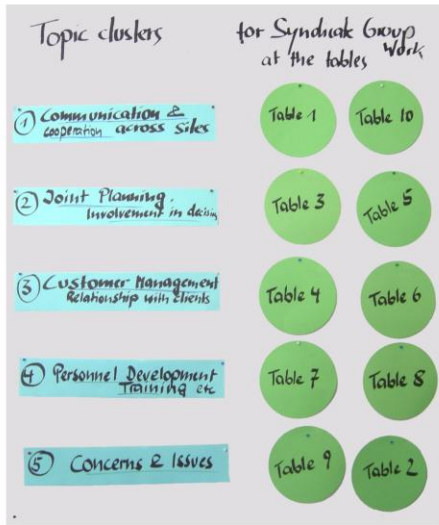 Topic clusters
for Syndicate Group Work
at the tables
① Communication &
cooperation across sites
Table 1
Table 10
② Joint Planning,
Involvement in decising
Table 3
Table 5
③ Customer Management
Relationship with clients
Table 4
Table 6
④ Personnel Development
Training etc
Table 7
Table 8
⑤ Concerns & Issues
Table 9
Table 2